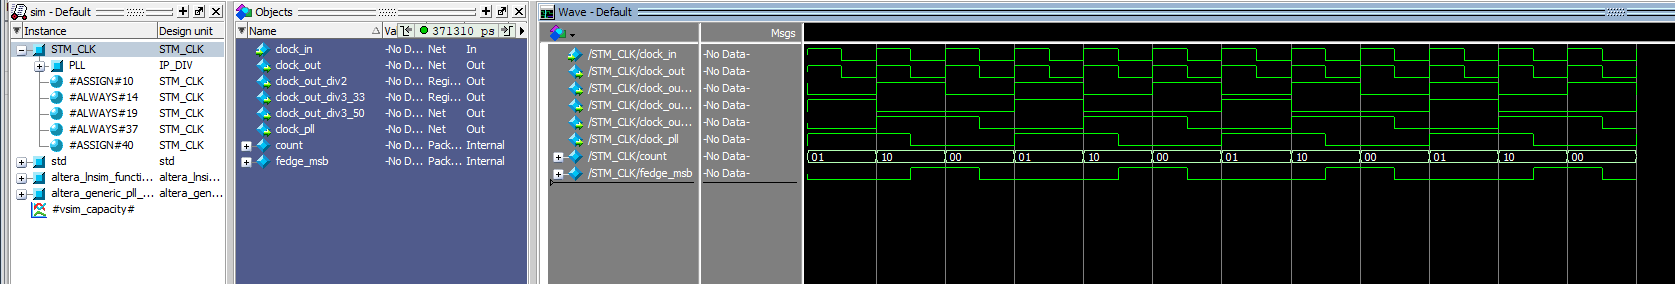 sim - Default
Instance Design unit
STM_CLK STM_CLK
PLL IP_DIV
#ASSIGN#10 STM_CLK
#ALWAYS#14 STM_CLK
#ALWAYS#19 STM_CLK
#ALWAYS#37 STM_CLK
#ASSIGN#40 STM_CLK
std std
altera_lnsim_functi... altera_lnsi...
altera_generic_pll_... altera_gen...
#vsim_capacity#
Objects
Name Va 371310 ps
clock_in -No D... Net In
clock_out -No D... Net Out
clock_out_div2 -No D... Regi... Out
clock_out_div3_33 -No D... Regi... Out
clock_out_div3_50 -No D... Net Out
clock_pll -No D... Net Out
count -No D... Pack... Internal
fedge_msb -No D... Pack... Internal
Wave - Default
Msgs
/STM_CLK/clock_in -No Data-
/STM_CLK/clock_out -No Data-
/STM_CLK/clock_ou... -No Data-
/STM_CLK/clock_ou... -No Data-
/STM_CLK/clock_ou... -No Data-
/STM_CLK/clock_pll -No Data-
/STM_CLK/count -No Data- 01 10 00 01 10 00 01 10 00 01 10 00
/STM_CLK/fedge_msb -No Data-